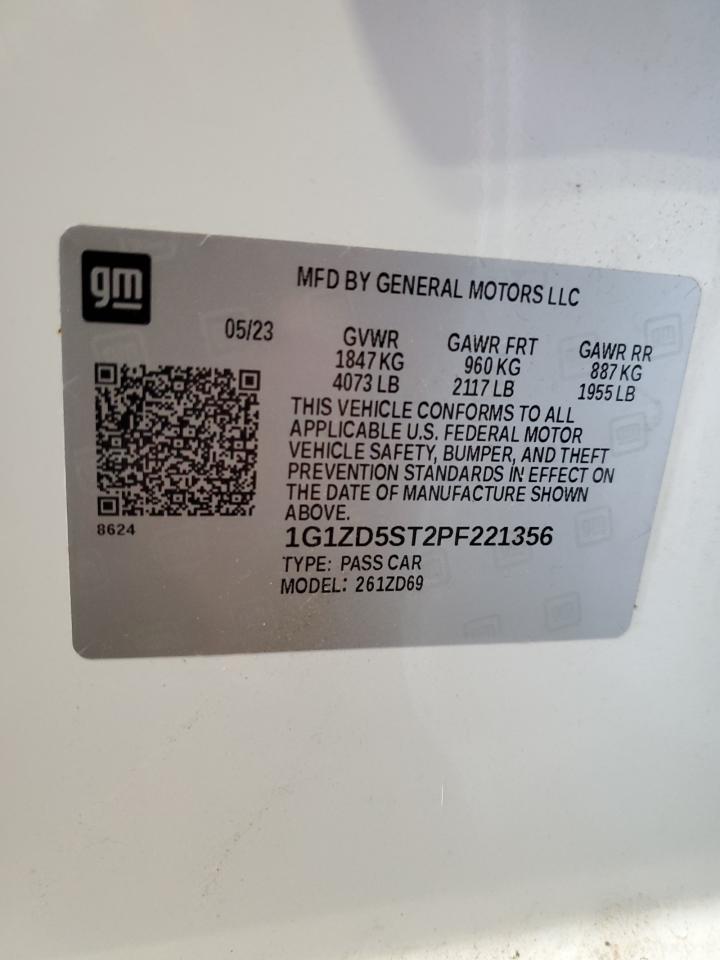 gm
MFD BY GENERAL MOTORS LLC
05/23
GVWR GAWR FRT GAWR RR
1847 KG 960 KG 887 KG
4073 LB 2117 LB 1955 LB
THIS VEHICLE CONFORMS TO ALL
APPLICABLE U.S. FEDERAL MOTOR
VEHICLE SAFETY, BUMPER, AND THEFT
PREVENTION STANDARDS IN EFFECT ON
THE DATE OF MANUFACTURE SHOWN
ABOVE.
8624
1G1ZD5ST2PF221356
TYPE: PASS CAR
MODEL: 261ZD69